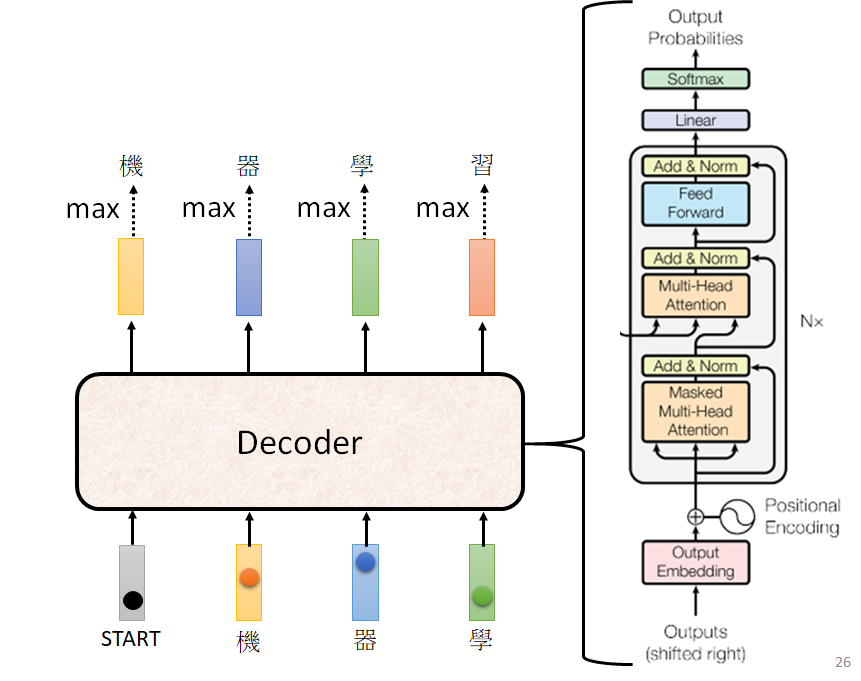 機 器 學 習
max max max max
Decoder
START 機 器 學
Output
Probabilities
Softmax
Linear
Add & Norm
Feed
Forward
Add & Norm
Multi-Head
Attention
Nx
Add & Norm
Masked
Multi-Head
Attention
Positional
Encoding
Output
Embedding
Outputs
(shifted right)
26